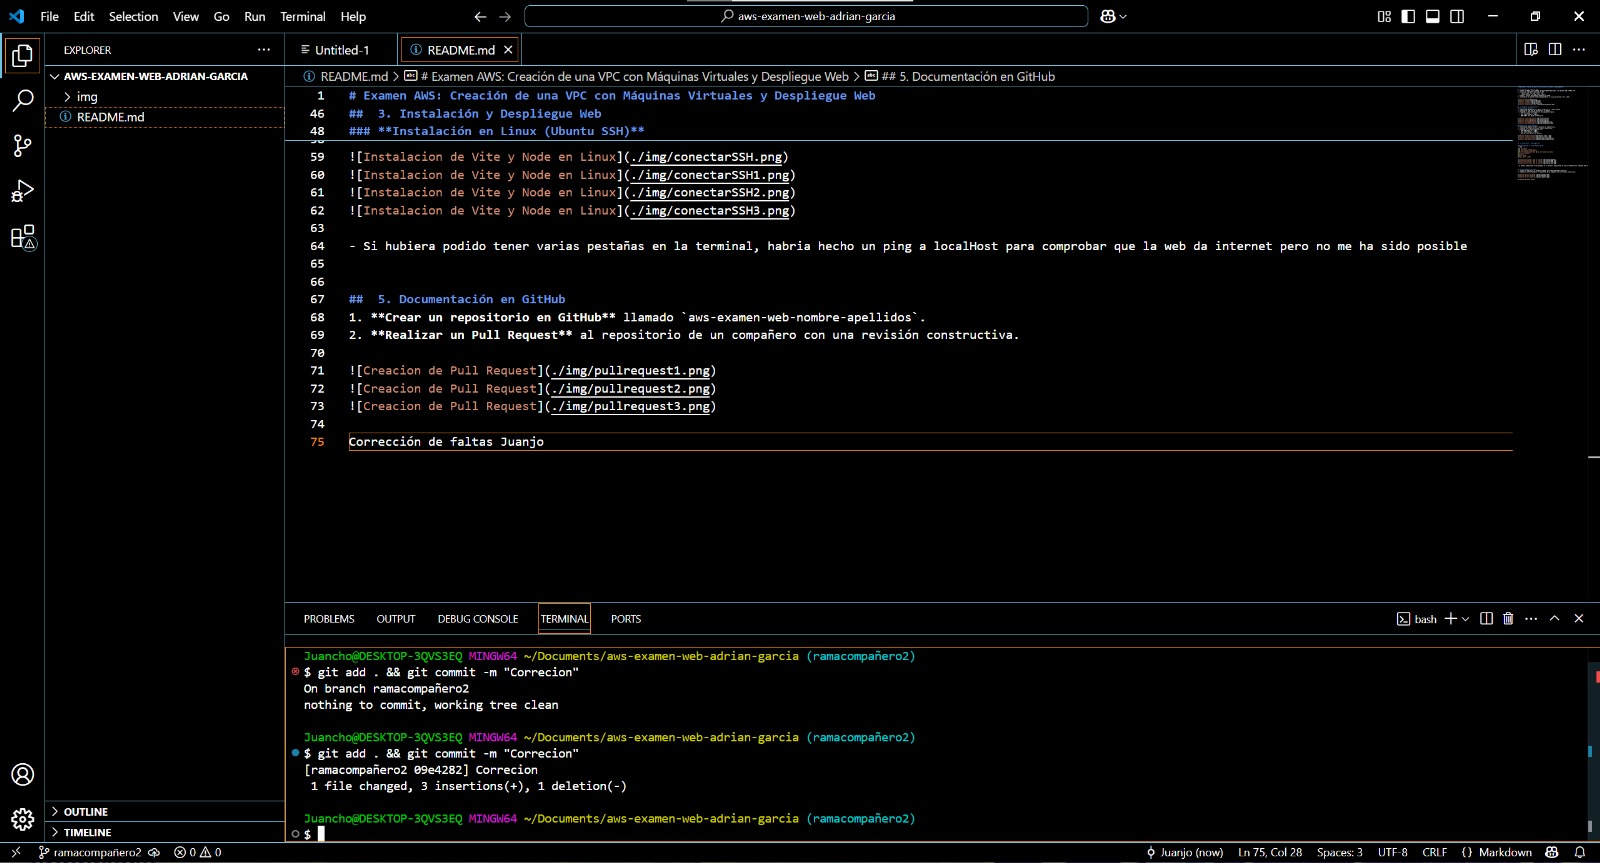 File Edit Selection View Go Run Terminal Help
aws-examen-web-adrian-garcia
EXPLORER
AWS-EXAMEN-WEB-ADRIAN-GARCIA
img
README.md
OUTLINE
TIMELINE
Untitled-1 README.md
README.md > # Examen AWS: Creación de una VPC con Máquinas Virtuales y Despliegue Web > ## 5. Documentación en GitHub
1 # Examen AWS: Creación de una VPC con Máquinas Virtuales y Despliegue Web
46 ## 3. Instalación y Despliegue Web
48 ### **Instalación en Linux (Ubuntu SSH)**
59 ![Instalacion de Vite y Node en Linux](./img/conectarSSH.png)
60 ![Instalacion de Vite y Node en Linux](./img/conectarSSH1.png)
61 ![Instalacion de Vite y Node en Linux](./img/conectarSSH2.png)
62 ![Instalacion de Vite y Node en Linux](./img/conectarSSH3.png)
63
64 - Si hubiera podido tener varias pestañas en la terminal, habria hecho un ping a localHost para comprobar que la web da internet pero no me ha sido posible
65
66
67 ## 5. Documentación en GitHub
68 1. **Crear un repositorio en GitHub** llamado `aws-examen-web-nombre-apellidos`.
69 2. **Realizar un Pull Request** al repositorio de un compañero con una revisión constructiva.
70
71 ![Creacion de Pull Request](./img/pullrequest1.png)
72 ![Creacion de Pull Request](./img/pullrequest2.png)
73 ![Creacion de Pull Request](./img/pullrequest3.png)
74
75 Corrección de faltas Juanjo
PROBLEMS OUTPUT DEBUG CONSOLE TERMINAL PORTS
bash
Juancho@DESKTOP-3QVS3EQ MINGW64 ~/Documents/aws-examen-web-adrian-garcia (ramacompañero2)
$ git add . && git commit -m "Correcion"
On branch ramacompañero2
nothing to commit, working tree clean
Juancho@DESKTOP-3QVS3EQ MINGW64 ~/Documents/aws-examen-web-adrian-garcia (ramacompañero2)
$ git add . && git commit -m "Correcion"
[ramacompañero2 09e4282] Correcion
1 file changed, 3 insertions(+), 1 deletion(-)
Juancho@DESKTOP-3QVS3EQ MINGW64 ~/Documents/aws-examen-web-adrian-garcia (ramacompañero2)
$
ramacompañero2 0 0 Juanjo (now) Ln 75, Col 28 Spaces: 3 UTF-8 CRLF {} Markdown